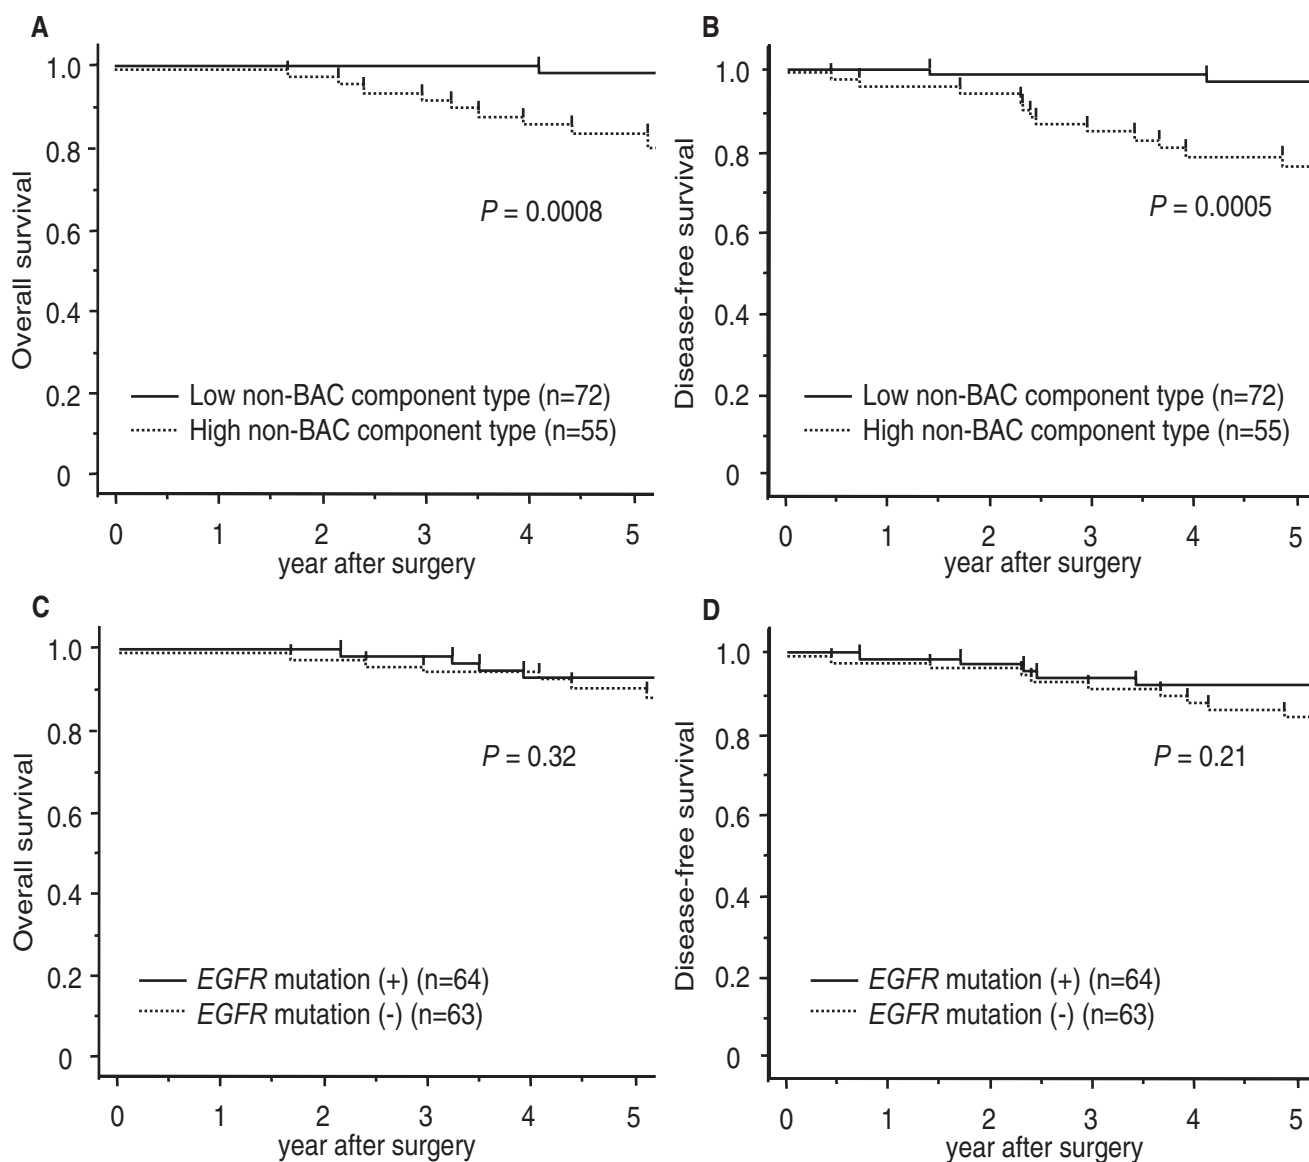 A
Overall survival
1.0
0.8
0.6
0.4
0.2
0
P = 0.0008
Low non-BAC component type (n=72)
High non-BAC component type (n=55)
0 1 2 3 4 5
year after surgery
B
Disease-free survival
1.0
0.8
0.6
0.4
0.2
0
P = 0.0005
Low non-BAC component type (n=72)
High non-BAC component type (n=55)
0 1 2 3 4 5
year after surgery
C
Overall survival
1.0
0.8
0.6
0.4
0.2
0
P = 0.32
EGFR mutation (+) (n=64)
EGFR mutation (-) (n=63)
0 1 2 3 4 5
year after surgery
D
Disease-free survival
1.0
0.8
0.6
0.4
0.2
0
P = 0.21
EGFR mutation (+) (n=64)
EGFR mutation (-) (n=63)
0 1 2 3 4 5
year after surgery